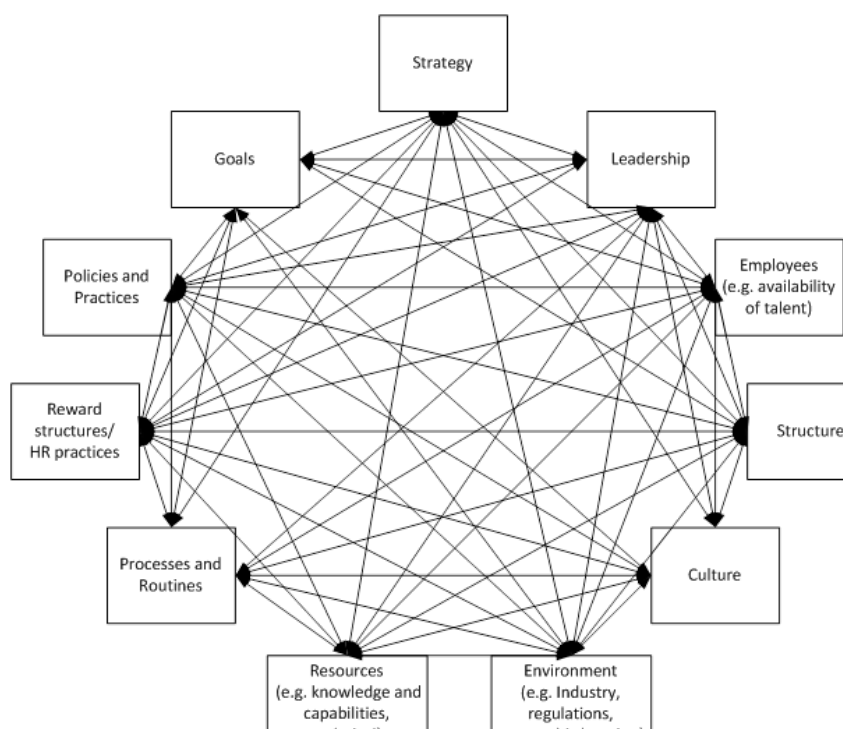 Strategy
Goals
Leadership
Policies and
Practices
Employees
(e.g. availability
of talent)
Reward
structures/
HR practices
Structure
Processes and
Routines
Culture
Resources
(e.g. knowledge and
capabilities,
Environment
(e.g. Industry,
regulations,